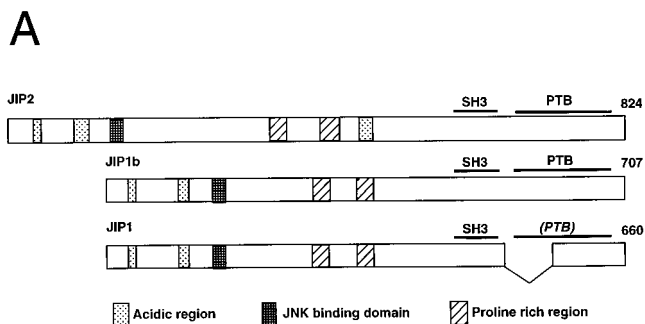 A
JIP2 SH3 PTB 824
JIP1b SH3 PTB 707
JIP1 SH3 (PTB) 660
Acidic region JNK binding domain Proline rich region